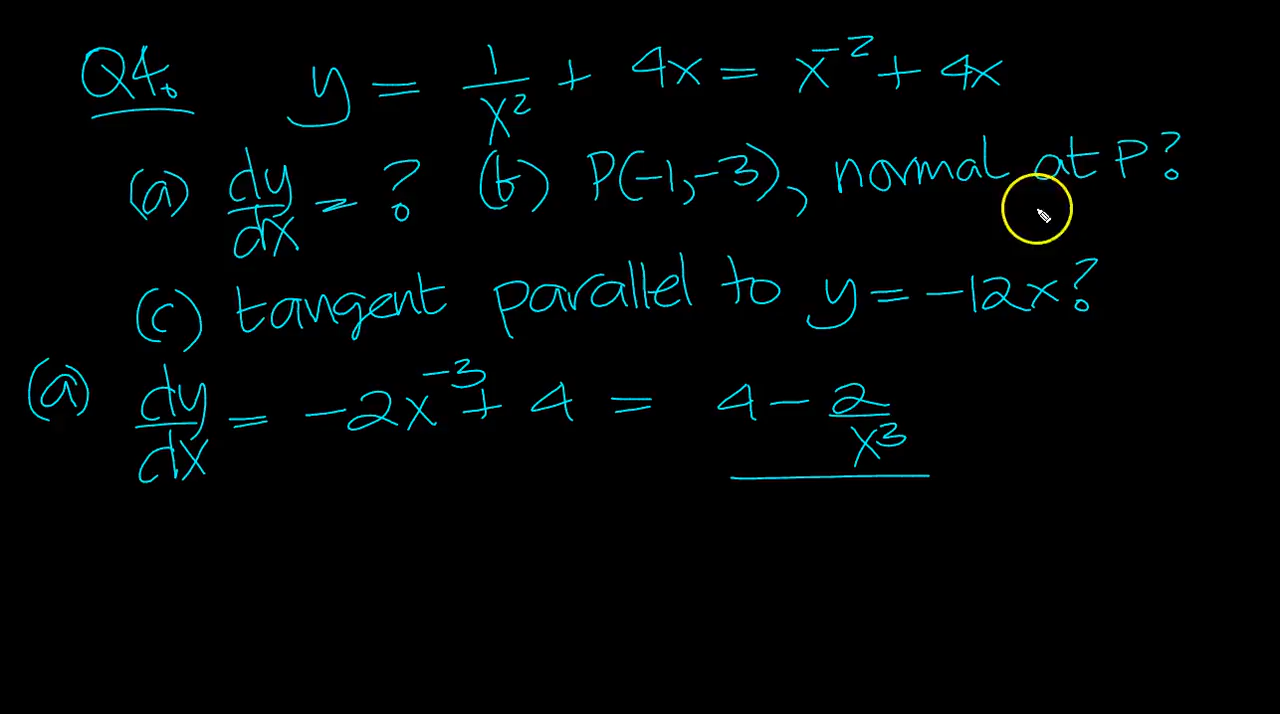 Q4. y = 1/x² + 4x = x⁻² + 4x
(a) dy/dx = ? (b) P(-1,-3), normal at P?
(c) tangent parallel to y = -12x?
(a) dy/dx = -2x⁻³ + 4 = 4 - 2/x³